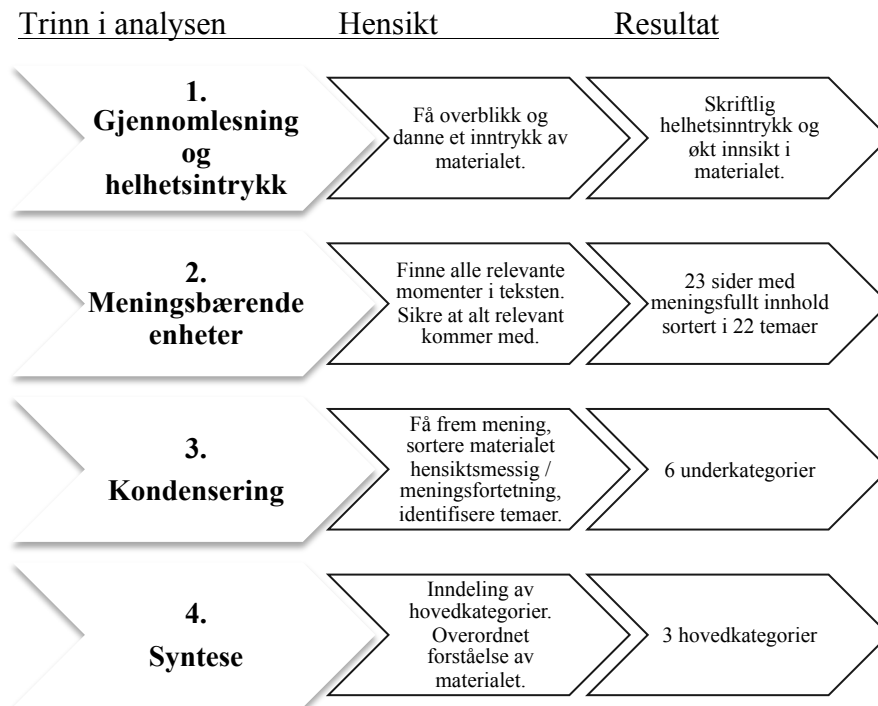 Trinn i analysen Hensikt Resultat
1.
Gjennomlesning
og
helhetsintrykk
Få overblikk og
danne et inntrykk av
materialet.
Skriftlig
helhetsinntrykk og
økt innsikt i
materialet.
2.
Meningsbærende
enheter
Finne alle relevante
momenter i teksten.
Sikre at alt relevant
kommer med.
23 sider med
meningsfullt innhold
sortert i 22 temaer
3.
Kondensering
Få frem mening,
sortere materialet
hensiktsmessig /
meningsfortetning,
identifisere temaer.
6 underkategorier
4.
Syntese
Inndeling av
hovedkategorier.
Overordnet
forståelse av
materialet.
3 hovedkategorier